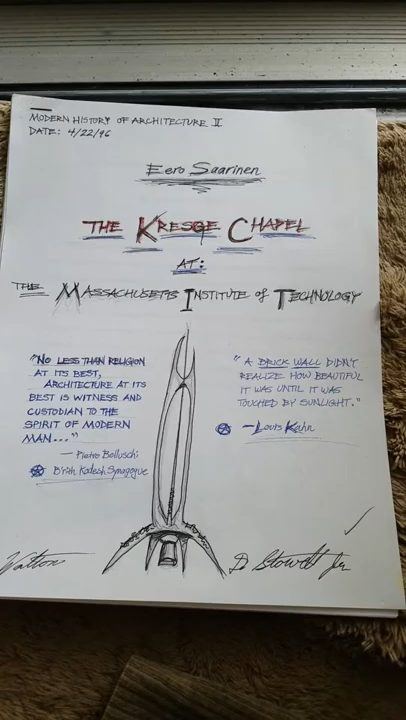 MODERN HISTORY OF ARCHITECTURE II
DATE: 4/22/96
Eero Saarinen
THE KRESGE CHAPEL
AT:
THE MASSACHUSETTS INSTITUTE of TECHNOLOGY
"NO LESS THAN RELIGION
AT ITS BEST,
ARCHITECTURE AT ITS
BEST IS WITNESS AND
CUSTODIAN TO THE
SPIRIT OF MODERN
MAN..."
— Pietro Belluschi
B'rith Kodesh Synagogue
"A BRICK WALL DIDN'T
REALIZE HOW BEAUTIFUL
IT WAS UNTIL IT WAS
TOUCHED BY SUNLIGHT."
— Louis Kahn